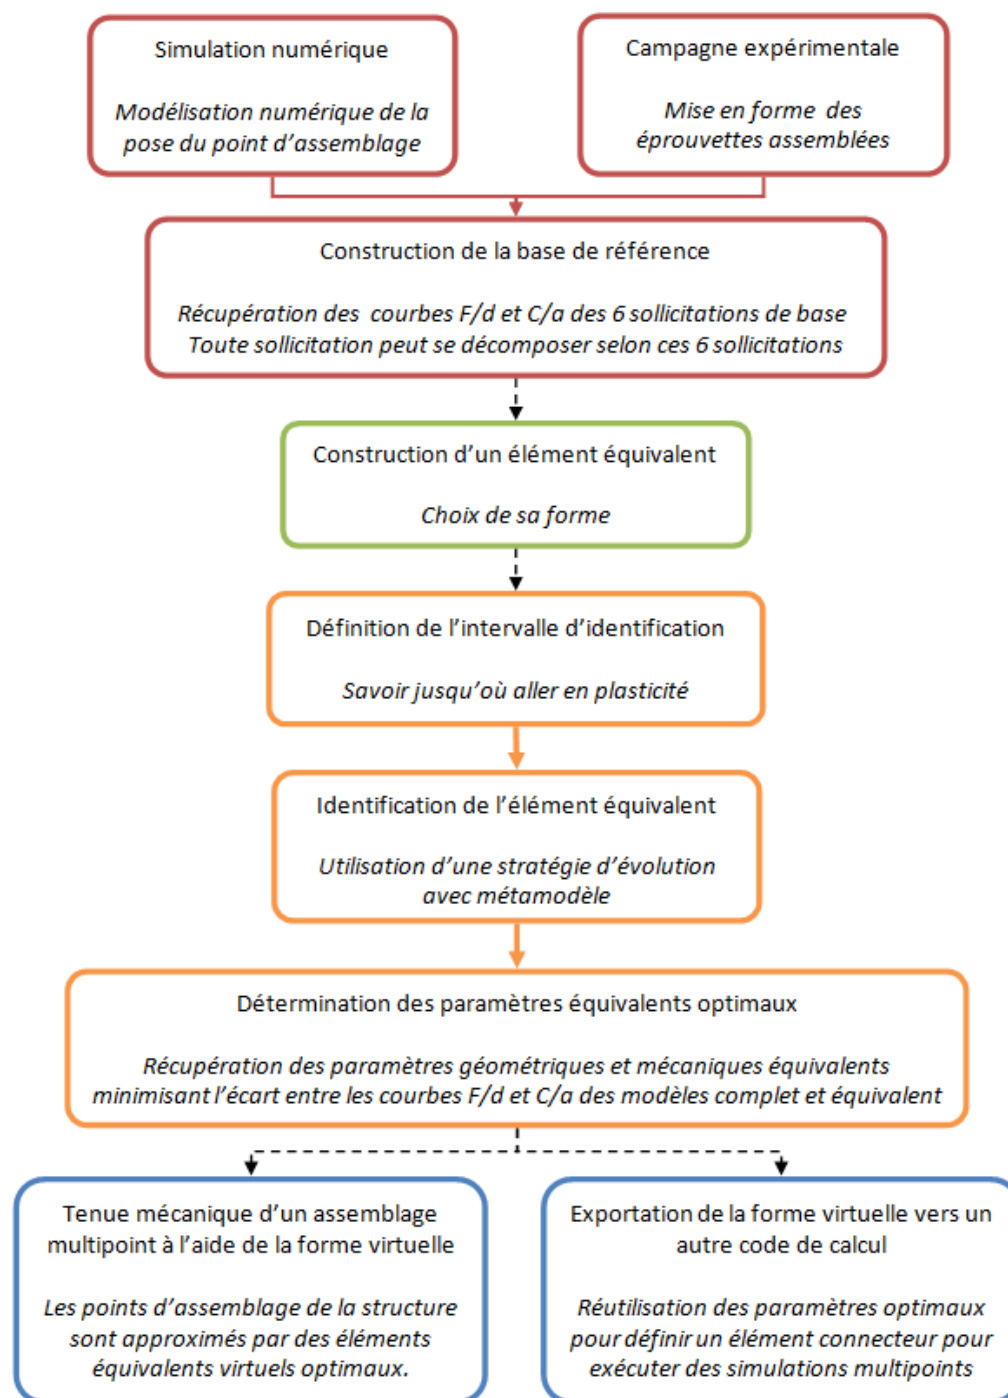 Simulation numérique
Modélisation numérique de la
pose du point d’assemblage
Campagne expérimentale
Mise en forme des
éprouvettes assemblées
Construction de la base de référence
Récupération des courbes F/d et C/a des 6 sollicitations de base
Toute sollicitation peut se décomposer selon ces 6 sollicitations
Construction d’un élément équivalent
Choix de sa forme
Définition de l’intervalle d’identification
Savoir jusqu’où aller en plasticité
Identification de l’élément équivalent
Utilisation d’une stratégie d’évolution
avec métamodèle
Détermination des paramètres équivalents optimaux
Récupération des paramètres géométriques et mécaniques équivalents
minimisant l’écart entre les courbes F/d et C/a des modèles complet et équivalent
Tenue mécanique d’un assemblage
multipoint à l’aide de la forme virtuelle
Les points d’assemblage de la structure
sont approximés par des éléments
équivalents virtuels optimaux.
Exportation de la forme virtuelle vers un
autre code de calcul
Réutilisation des paramètres optimaux
pour définir un élément connecteur pour
exécuter des simulations multipoints